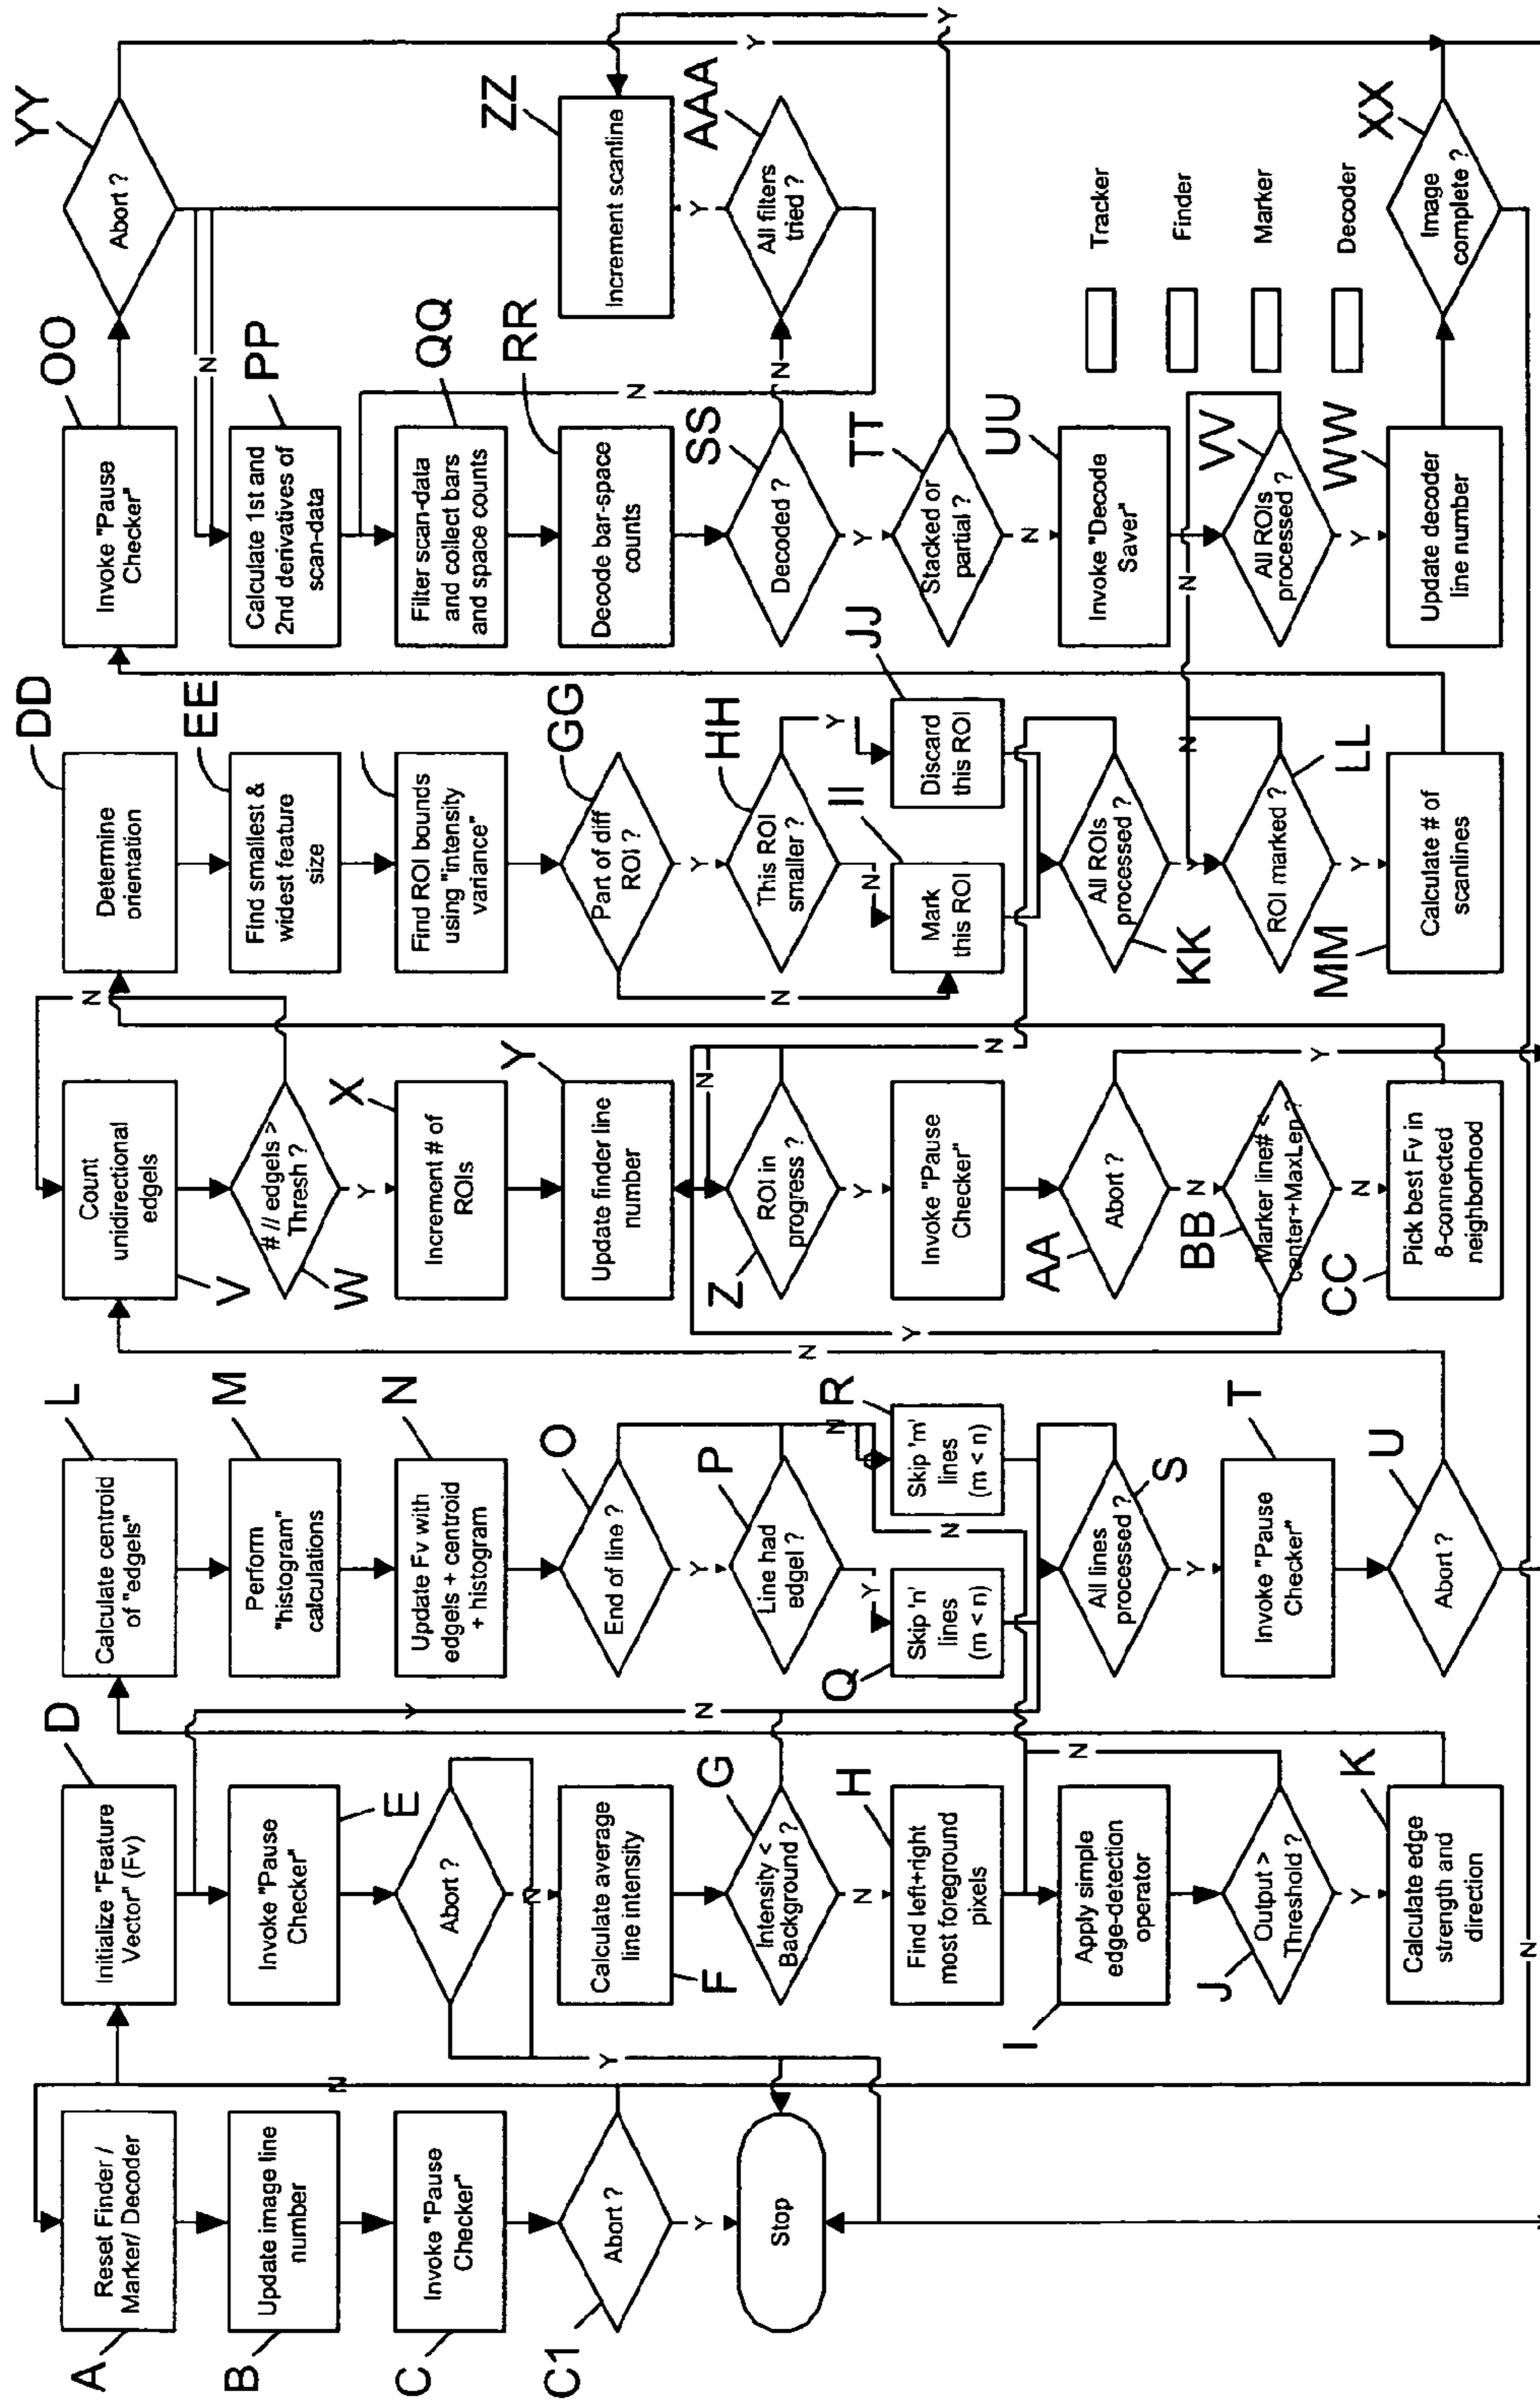 A
Reset Finder /
Marker/ Decoder
B
Update image line
number
C
Invoke "Pause
Checker"
C1
Abort ?
N
Y
Stop
D
Initialize "Feature
Vector" (Fv)
Invoke "Pause
Checker"
E
Abort ?
N
Y
Calculate average
line intensity
F
G
Intensity <
Background ?
Y
N
N
H
Find left+right
most foreground
pixels
I
Apply simple
edge-detection
operator
J
Output >
Threshold ?
N
Y
K
Calculate edge
strength and
direction
L
Calculate centroid
of "edgels"
M
Perform
"histogram"
calculations
N
Update Fv with
edgels + centroid
+ histogram
O
End of line ?
Y
P
Line had
edgel ?
Y
N
N
Q
Skip 'n'
lines
(m < n)
R
Skip 'm'
lines
(m < n)
S
All lines
processed ?
Y
T
Invoke "Pause
Checker"
U
Abort ?
N
Count
unidirectional
edgels
V
# // edgels >
Thresh ?
W
N
Y
X
Increment # of
ROIs
Y
Update finder line
number
Z
ROI in
progress ?
N
Y
Invoke "Pause
Checker"
AA
Abort ?
Y
N
BB
Marker line# <
center+MaxLen ?
Y
N
CC
Pick best Fv in
8-connected
neighborhood
DD
Determine
orientation
EE
Find smallest &
widest feature
size
Find ROI bounds
using "intensity
variance"
GG
Part of diff
ROI ?
N
Y
HH
This ROI
smaller ?
N
Y
II
Mark
this ROI
JJ
Discard
this ROI
KK
All ROIs
processed ?
N
Y
LL
ROI marked ?
N
Y
MM
Calculate # of
scanlines
OO
Invoke "Pause
Checker"
N
PP
Calculate 1st and
2nd derivatives of
scan-data
QQ
Filter scan-data
and collect bars
and space counts
N
RR
Decode bar-space
counts
SS
Decoded ?
N
Y
TT
Stacked or
partial ?
N
UU
Invoke "Decode
Saver"
VV
All ROIs
processed ?
N
Y
WW
Update decoder
line number
YY
Abort ?
Y
ZZ
Increment scanline
Y
AAA
All filters
tried ?
Y
Tracker
Finder
Marker
Decoder
XX
Image
complete ?
N